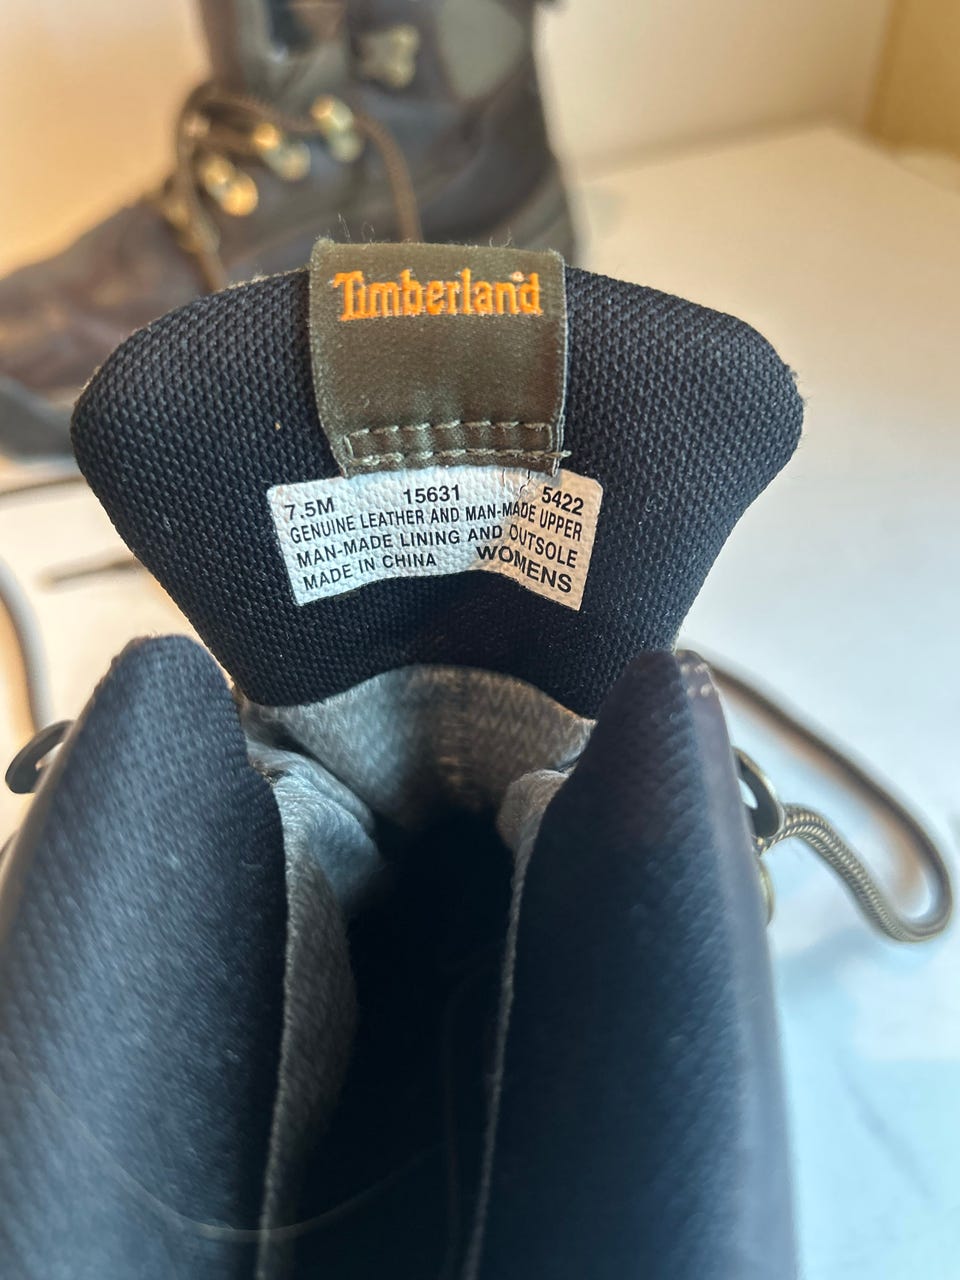 Timberland
7.5M 15631 5422
GENUINE LEATHER AND MAN-MADE UPPER
MAN-MADE LINING AND OUTSOLE
MADE IN CHINA WOMENS